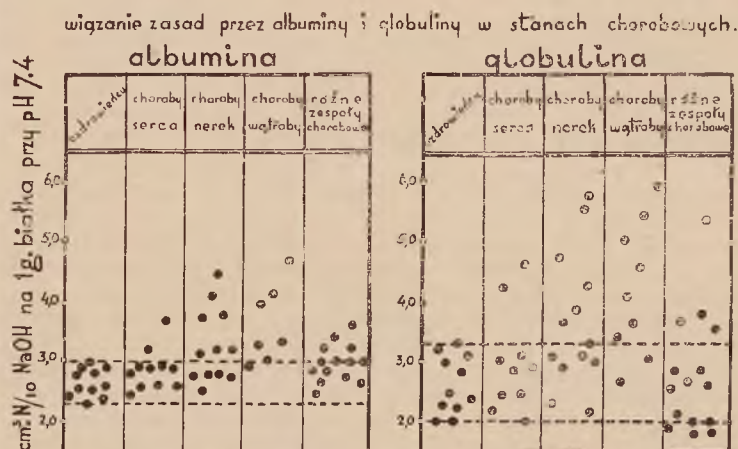 wiązanie zasad przez albuminy i globuliny w stanach chorobowych.
albumina
globulina
cm³ N/10 NaOH na 1g. białka przy pH 7.4
choroby serca
choroby nerek
choroby wątroby
różne zespoły chorobowe
zdrowi
choroby serca
choroby nerek
choroby wątroby
różne zespoły chorobowe
6,0
5,0
4,0
3,0
2,0
6,0
5,0
4,0
3,0
2,0